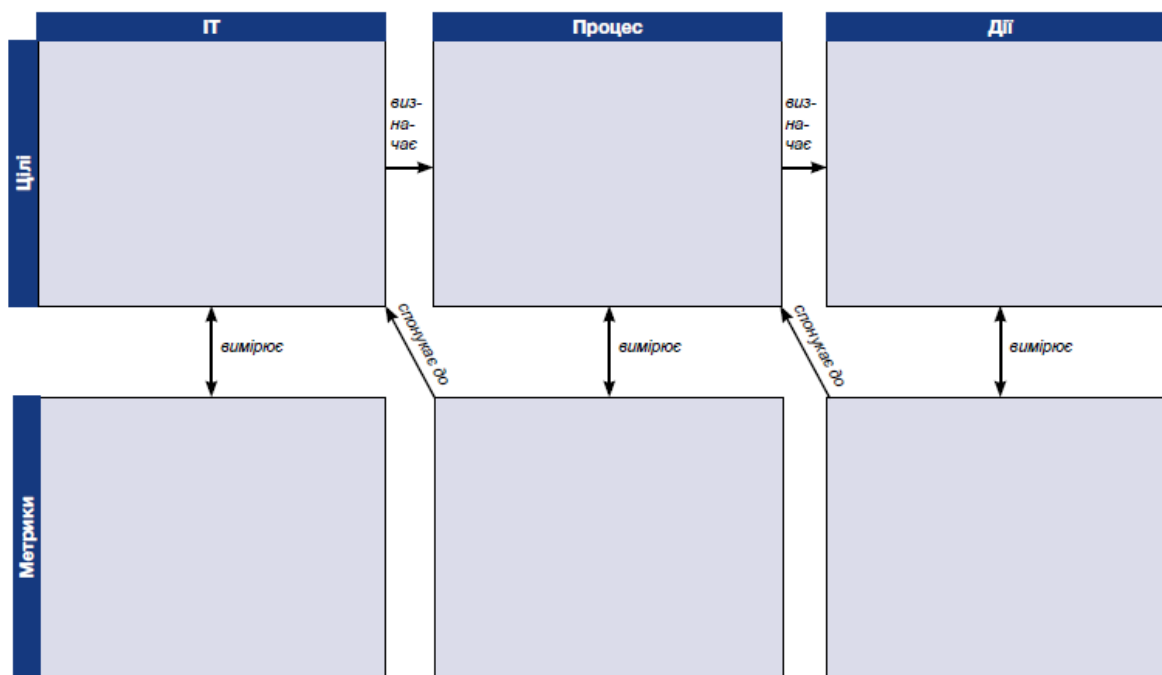 ІТ
Процес
Дії
Цілі
виз-
на-
чає
виз-
на-
чає
вимірює
спонукає до
вимірює
спонукає до
вимірює
Метрики